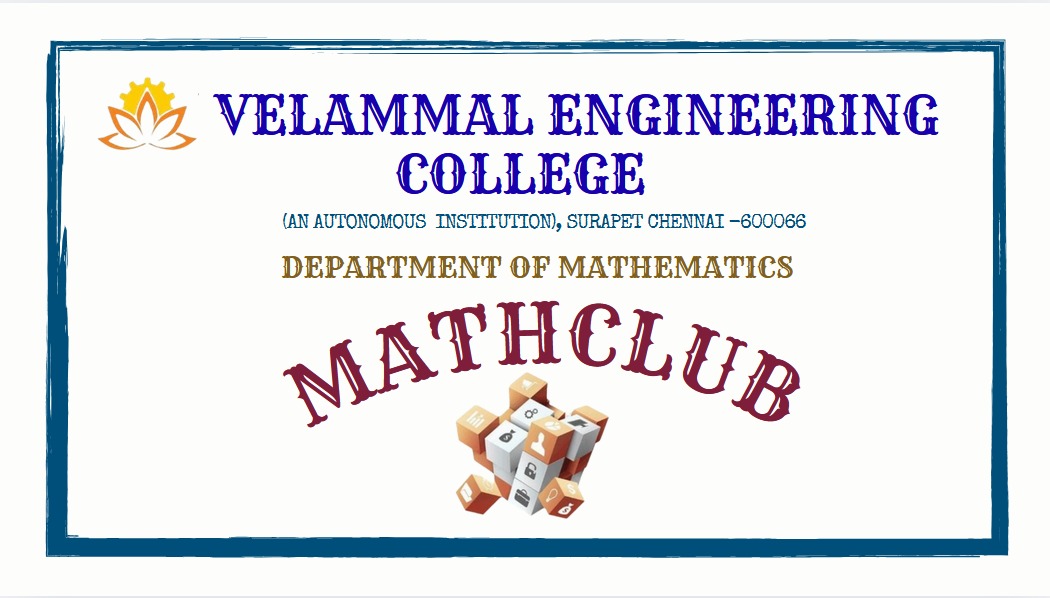 VELAMMAL ENGINEERING
COLLEGE
(AN AUTONOMOUS INSTITUTION), SURAPET CHENNAI -600066
DEPARTMENT OF MATHEMATICS
MATHCLUB